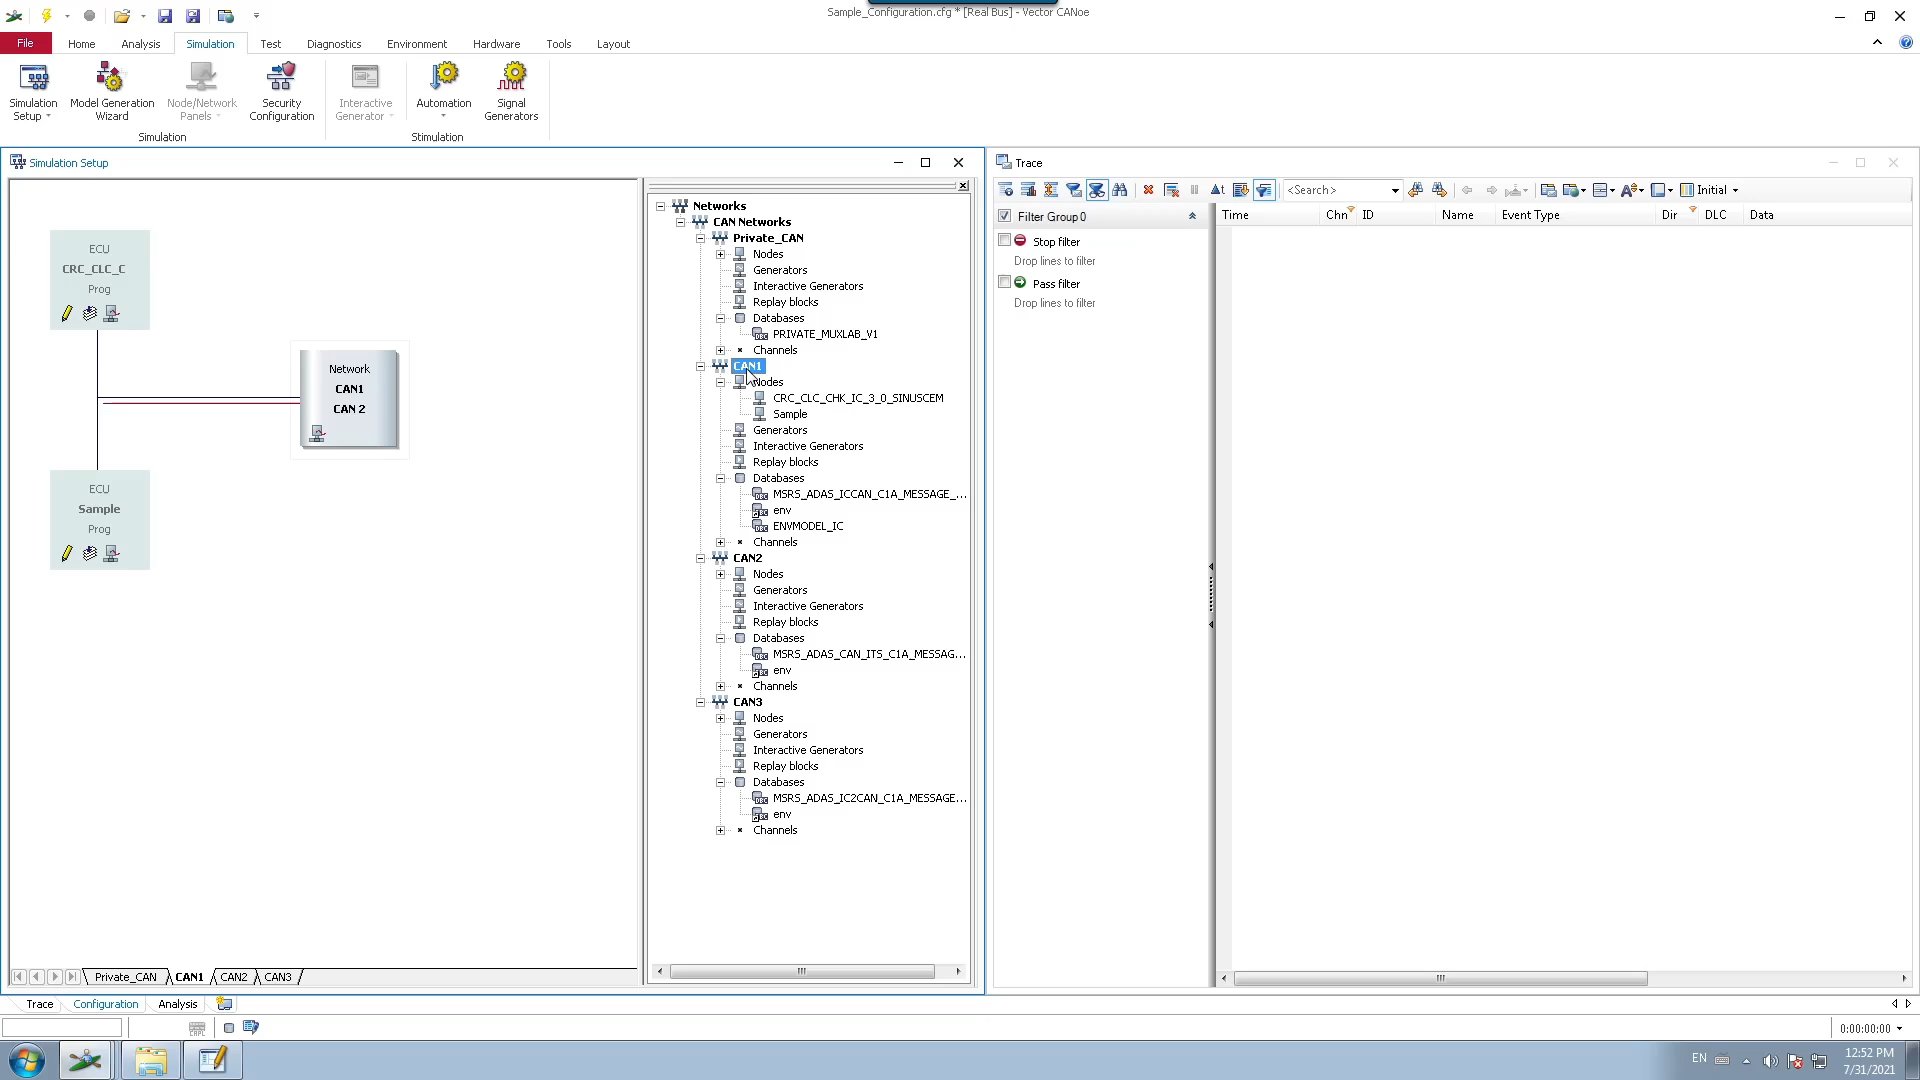 Sample_Configuration.cfg * [Real Bus] - Vector CANoe
File Home Analysis Simulation Test Diagnostics Environment Hardware Tools Layout
Simulation Setup
Model Generation Wizard
Node/Network Panels
Security Configuration
Interactive Generator
Automation
Signal Generators
Simulation
Stimulation
Simulation Setup
ECU
CRC_CLC_C
Prog
Network
CAN1
CAN 2
ECU
Sample
Prog
Private_CAN CAN1 CAN2 CAN3
Networks
CAN Networks
Private_CAN
Nodes
Generators
Interactive Generators
Replay blocks
Databases
PRIVATE_MUXLAB_V1
Channels
CAN1
Nodes
CRC_CLC_CHK_IC_3_0_SINUSCEM
Sample
Generators
Interactive Generators
Replay blocks
Databases
MSRS_ADAS_ICCAN_C1A_MESSAGE_...
env
ENVMODEL_IC
Channels
CAN2
Nodes
Generators
Interactive Generators
Replay blocks
Databases
MSRS_ADAS_CAN_ITS_C1A_MESSAG...
env
Channels
CAN3
Nodes
Generators
Interactive Generators
Replay blocks
Databases
MSRS_ADAS_IC2CAN_C1A_MESSAGE...
env
Channels
Trace
<Search>
Initial
Filter Group 0
Stop filter
Drop lines to filter
Pass filter
Drop lines to filter
Time Chn ID Name Event Type Dir DLC Data
Trace Configuration Analysis
0:00:00:00
EN
12:52 PM
7/31/2021